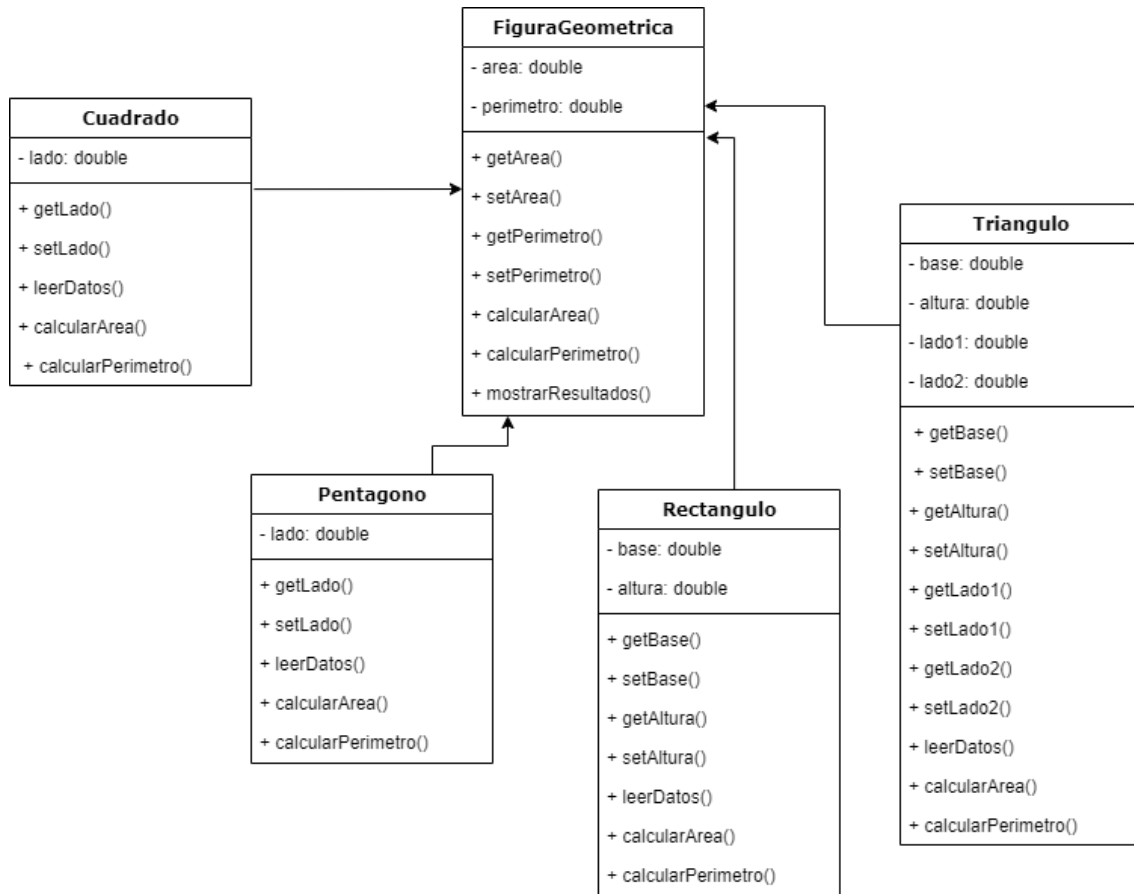 FiguraGeometrica
- area: double
- perimetro: double
+ getArea()
+ setArea()
+ getPerimetro()
+ setPerimetro()
+ calcularArea()
+ calcularPerimetro()
+ mostrarResultados()
Cuadrado
- lado: double
+ getLado()
+ setLado()
+ leerDatos()
+ calcularArea()
+ calcularPerimetro()
Triangulo
- base: double
- altura: double
- lado1: double
- lado2: double
+ getBase()
+ setBase()
+ getAltura()
+ setAltura()
+ getLado1()
+ setLado1()
+ getLado2()
+ setLado2()
+ leerDatos()
+ calcularArea()
+ calcularPerimetro()
Pentagono
- lado: double
+ getLado()
+ setLado()
+ leerDatos()
+ calcularArea()
+ calcularPerimetro()
Rectangulo
- base: double
- altura: double
+ getBase()
+ setBase()
+ getAltura()
+ setAltura()
+ leerDatos()
+ calcularArea()
+ calcularPerimetro()